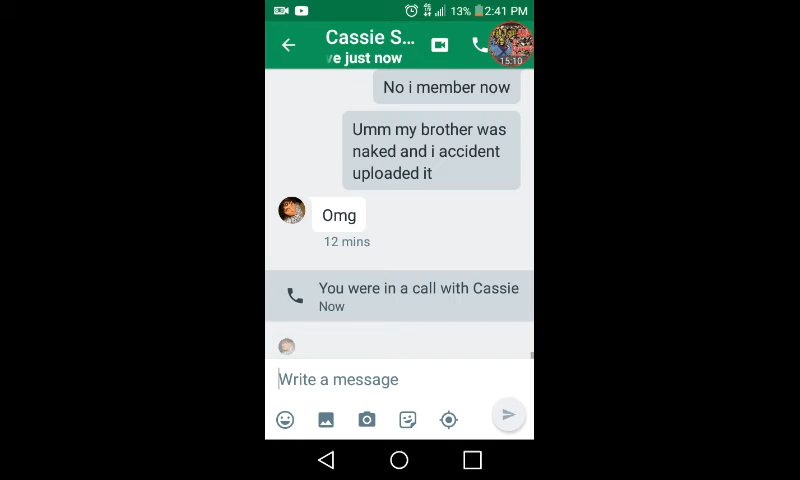 13% 2:41 PM
Cassie S...
e just now
15:10
No i member now
Umm my brother was
naked and i accident
uploaded it
Omg
12 mins
You were in a call with Cassie
Now
Write a message